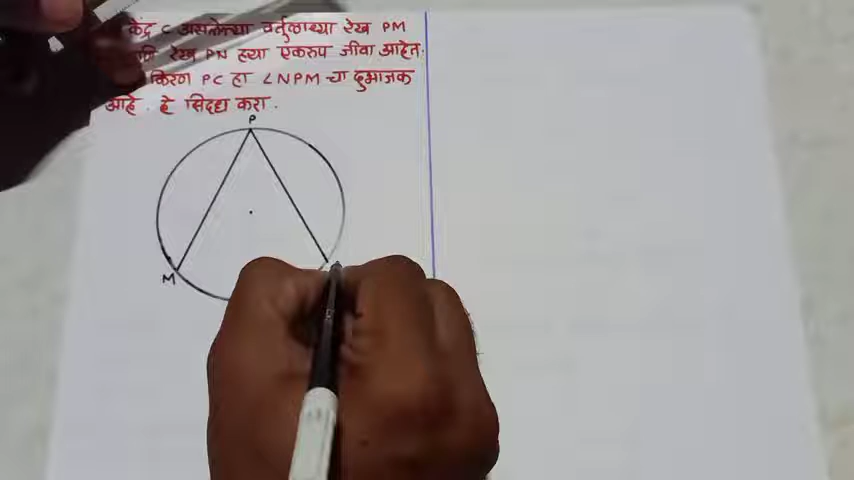 केंद्र C असलेल्या वर्तुळाच्या रेख PM
रेख PN ह्या एकरुप जीवा आहेत.
किरण PC हा ∠NPM चा दुभाजक
आहे. हे सिद्ध करा.
P
M